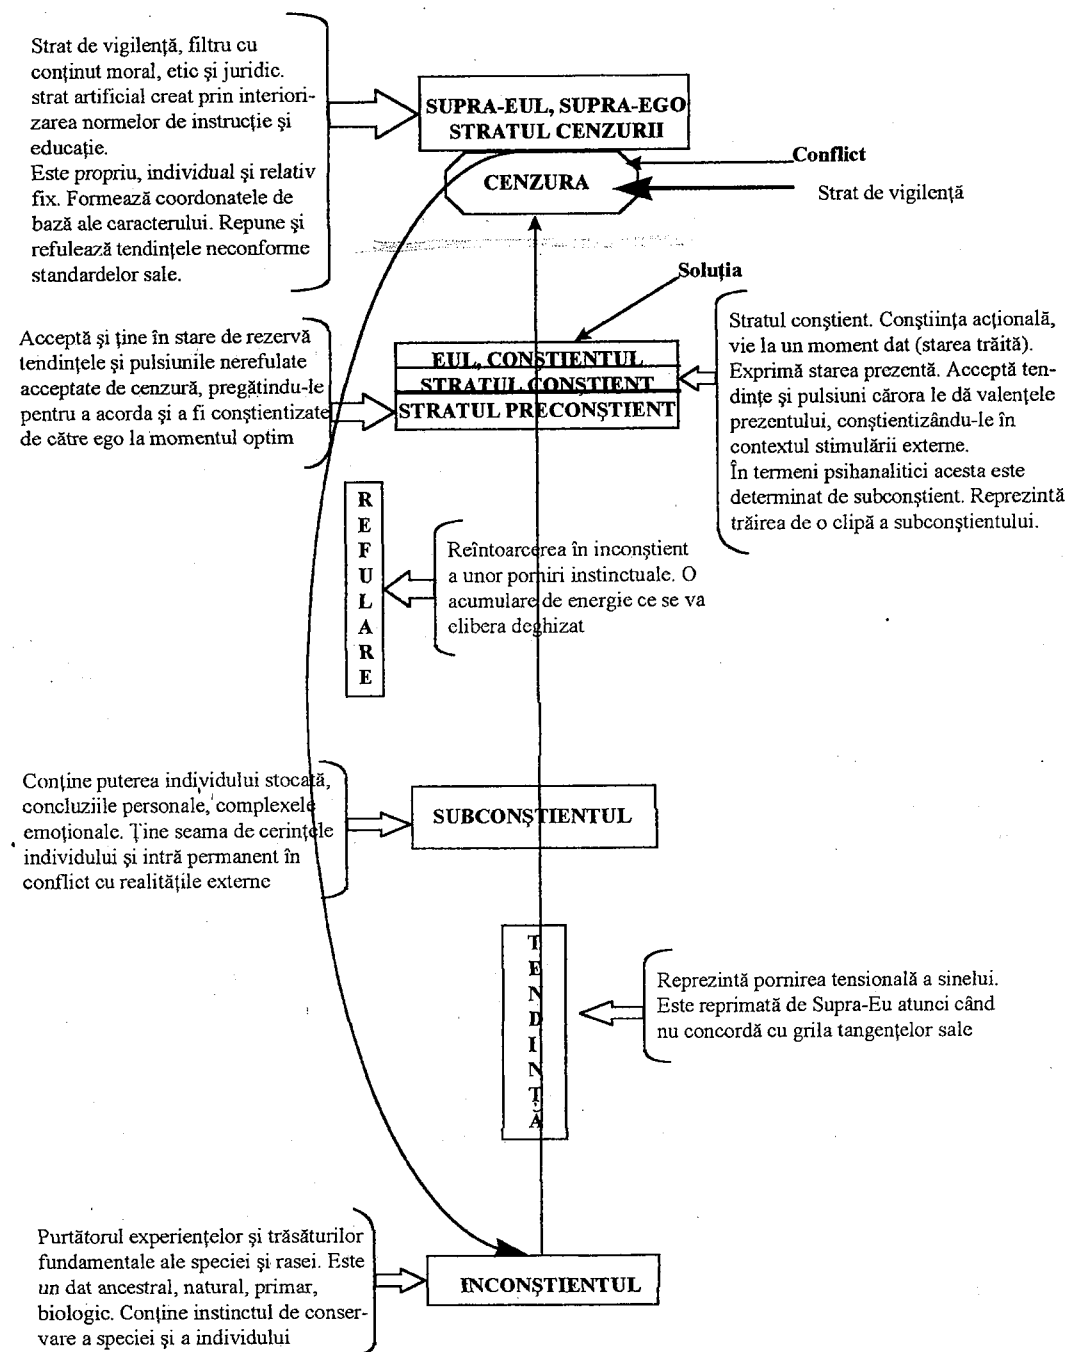 Strat de vigilență, filtru cu
conținut moral, etic și juridic.
strat artificial creat prin interiori-
zarea normelor de instrucție și
educație.
Este propriu, individual și relativ
fix. Formează coordonatele de
bază ale caracterului. Repune și
refulează tendințele neconforme
standardelor sale.
SUPRA-EUL, SUPRA-EGO
STRATUL CENZURII
CENZURA
Conflict
Strat de vigilență
Soluția
Acceptă și ține în stare de rezervă
tendințele și pulsiunile nerefulate
acceptate de cenzură, pregătindu-le
pentru a acorda și a fi conștientizate
de către ego la momentul optim
EUL, CONȘTIENTUL
STRATUL CONȘTIENT
STRATUL PRECONȘTIENT
Stratul conștient. Conștiința acțională,
vie la un moment dat (starea trăită).
Exprimă starea prezentă. Acceptă ten-
dințe și pulsiuni cărora le dă valențele
prezentului, conștientizându-le în
contextul stimulării externe.
În termeni psihanalitici acesta este
determinat de subconștient. Reprezintă
trăirea de o clipă a subconștientului.
REFULARE
Reîntoarcerea în inconștient
a unor porniri instinctuale. O
acumulare de energie ce se va
elibera deghizat
Conține puterea individului stocată,
concluziile personale, complexele
emoționale. Ține seama de cerințele
individului și intră permanent în
conflict cu realitățile externe
SUBCONȘTIENTUL
TENDINȚĂ
Reprezintă pornirea tensională a sinelui.
Este reprimată de Supra-Eu atunci când
nu concordă cu grila tangențelor sale
Purtătorul experiențelor și trăsăturilor
fundamentale ale speciei și rasei. Este
un dat ancestral, natural, primar,
biologic. Conține instinctul de conser-
vare a speciei și a individului
INCONȘTIENTUL